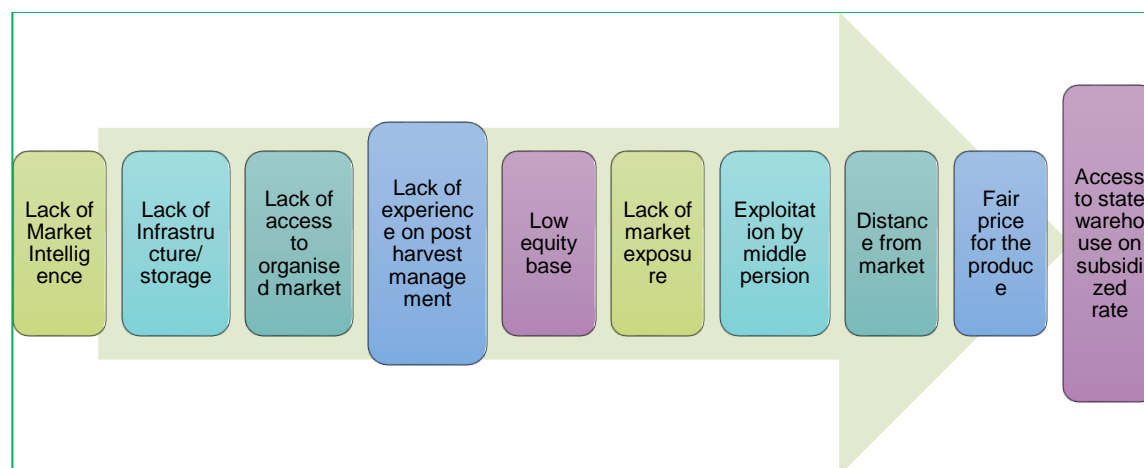 Lack of
Market
Intellig
ence
Lack of
Infrastru
cture/
storage
Lack of
access
to
organise
d market
Lack of
experienc
e on post
harvest
manage
ment
Low
equity
base
Lack of
market
exposu
re
Exploitat
ion by
middle
persion
Distanc
e from
market
Fair
price
for the
produc
e
Access
to state
wareho
use on
subsidi
zed
rate